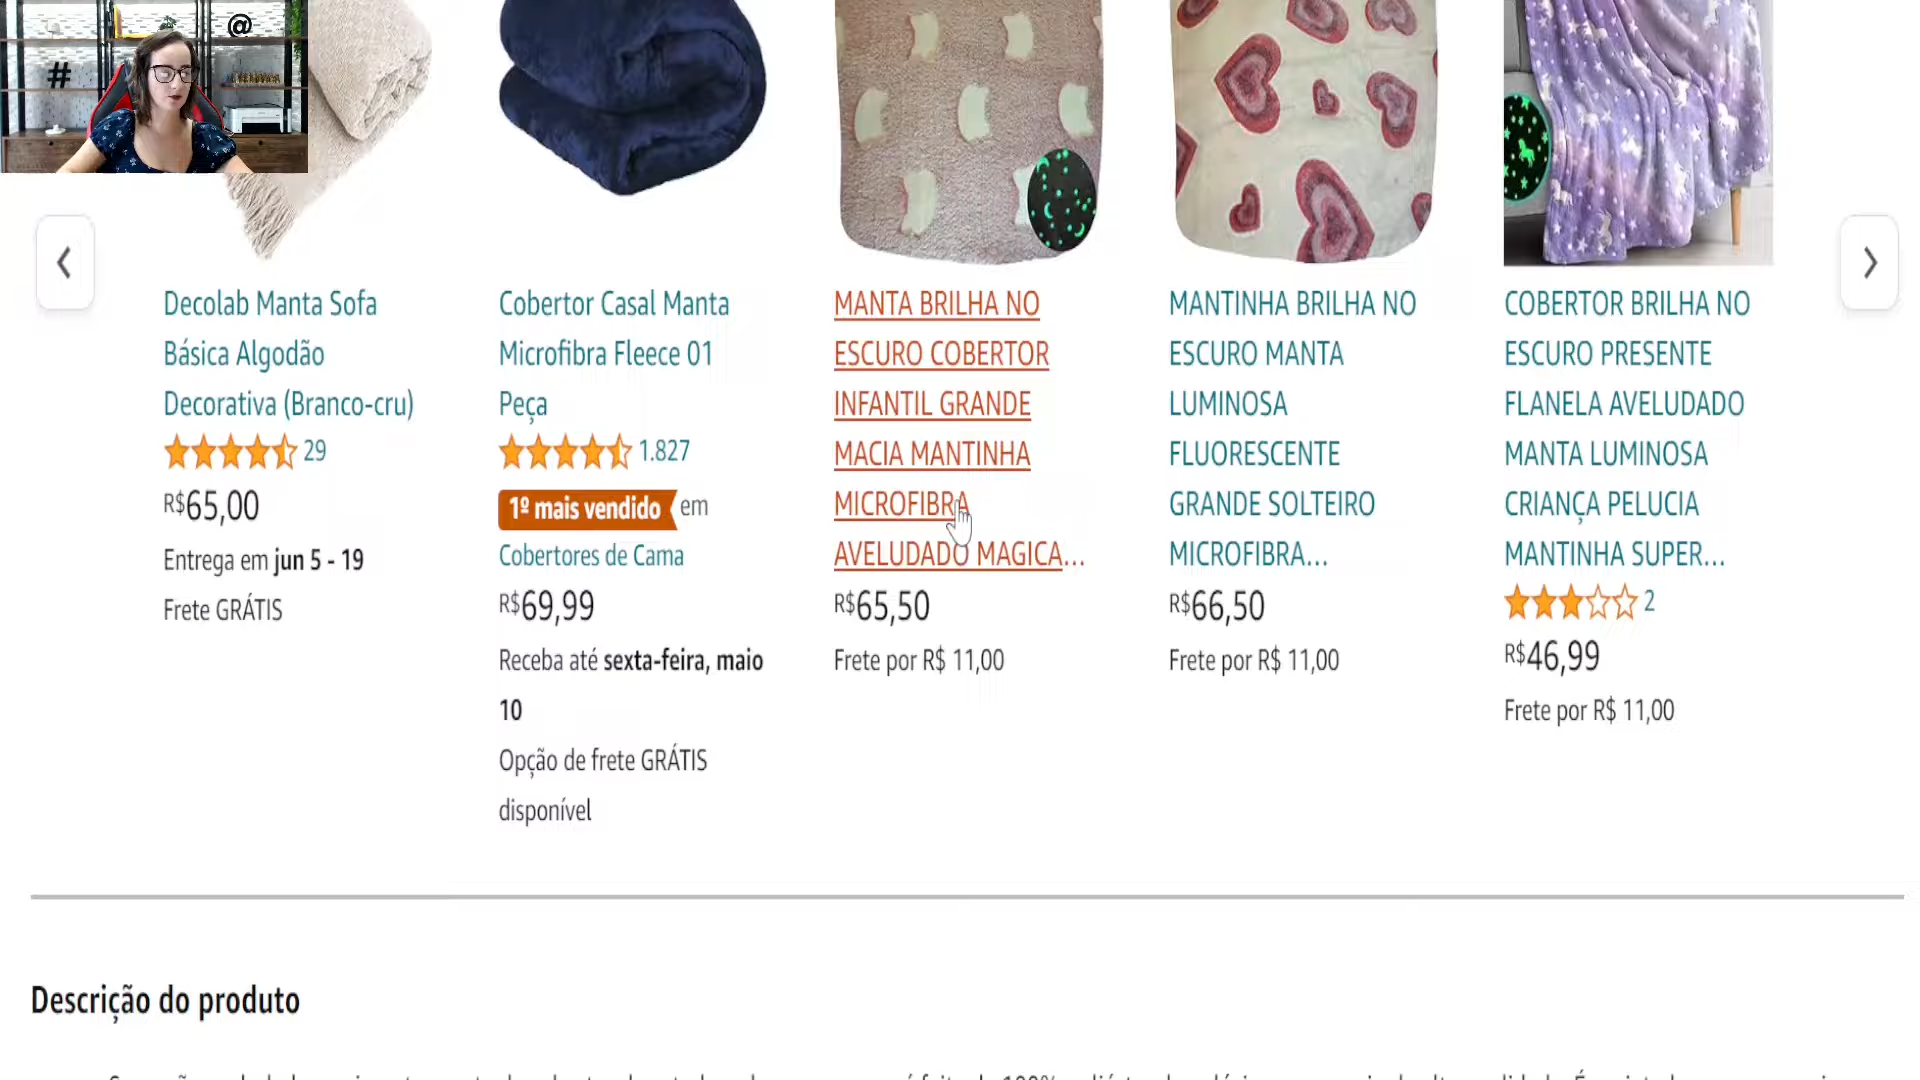 @
#
Decolab Manta Sofa
Básica Algodão
Decorativa (Branco-cru)
29
R$65,00
Entrega em jun 5 - 19
Frete GRÁTIS
Cobertor Casal Manta
Microfibra Fleece 01
Peça
1.827
1º mais vendido em
Cobertores de Cama
R$69,99
Receba até sexta-feira, maio
10
Opção de frete GRÁTIS
disponível
MANTA BRILHA NO
ESCURO COBERTOR
INFANTIL GRANDE
MACIA MANTINHA
MICROFIBRA
AVELUDADO MAGICA...
R$65,50
Frete por R$ 11,00
MANTINHA BRILHA NO
ESCURO MANTA
LUMINOSA
FLUORESCENTE
GRANDE SOLTEIRO
MICROFIBRA...
R$66,50
Frete por R$ 11,00
COBERTOR BRILHA NO
ESCURO PRESENTE
FLANELA AVELUDADO
MANTA LUMINOSA
CRIANÇA PELUCIA
MANTINHA SUPER...
2
R$46,99
Frete por R$ 11,00
Descrição do produto